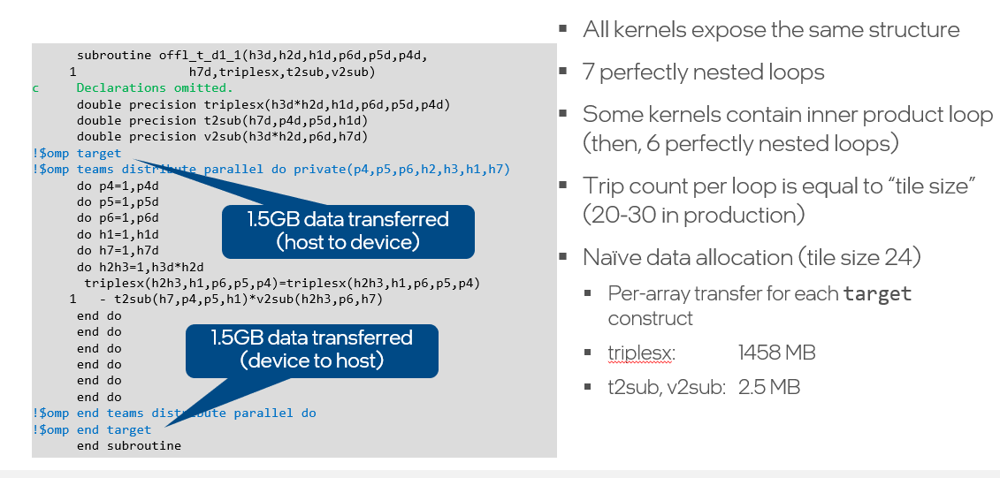 subroutine offl_t_d1_1(h3d,h2d,h1d,p6d,p5d,p4d,
1 h7d,triplesx,t2sub,v2sub)
c Declarations omitted.
double precision triplesx(h3d*h2d,h1d,p6d,p5d,p4d)
double precision t2sub(h7d,p4d,p5d,h1d)
double precision v2sub(h3d*h2d,p6d,h7d)
!$omp target
!$omp teams distribute parallel do private(p4,p5,p6,h2,h3,h1,h7)
do p4=1,p4d
do p5=1,p5d
do p6=1,p6d
do h1=1,h1d
do h7=1,h7d
do h2h3=1,h3d*h2d
triplesx(h2h3,h1,p6,p5,p4)=triplesx(h2h3,h1,p6,p5,p4)
1 - t2sub(h7,p4,p5,h1)*v2sub(h2h3,p6,h7)
end do
end do
end do
end do
end do
end do
!$omp end teams distribute parallel do
!$omp end target
end subroutine
1.5GB data transferred
(host to device)
1.5GB data transferred
(device to host)
▪ All kernels expose the same structure
▪ 7 perfectly nested loops
▪ Some kernels contain inner product loop
(then, 6 perfectly nested loops)
▪ Trip count per loop is equal to “tile size”
(20-30 in production)
▪ Naïve data allocation (tile size 24)
▪ Per-array transfer for each target
construct
▪ triplesx: 1458 MB
▪ t2sub, v2sub: 2.5 MB